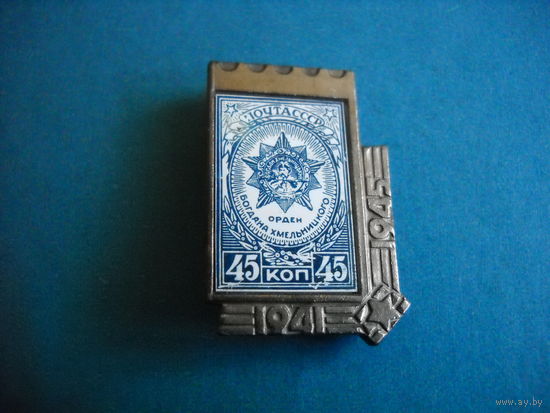 ПОЧТА СССР
ОРДЕН
БОГДАНА ХМЕЛЬНИЦКОГО
45 КОП 45
1941
1945
www.ay.by